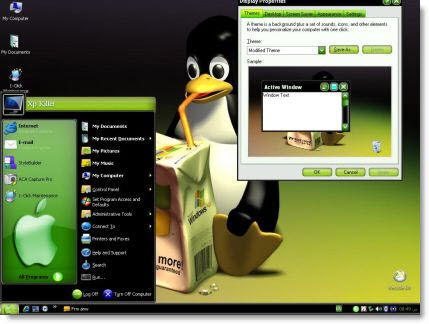 My Computer
My Documents
1-Click
Xp Killer
Internet
E-mail
StyleBuilder
ACA Capture Pro
1-Click Maintenance
All Programs
My Documents
My Recent Documents
My Pictures
My Music
My Computer
Control Panel
Set Program Access and
Defaults
Administrative Tools
Connect To
Printers and Faxes
Help and Support
Search
Run...
Log Off
Turn Off Computer
Display Properties
Themes
Desktop
Screen Saver
Appearance
Settings
A theme is a background plus a set of sounds, icons, and other elements
to help you personalize your computer with one click.
Theme:
Modified Theme
Save As...
Delete
Sample:
Active Window
Window Text
OK
Cancel
Apply
Windows
more!
guaranteed
Recycle Bin